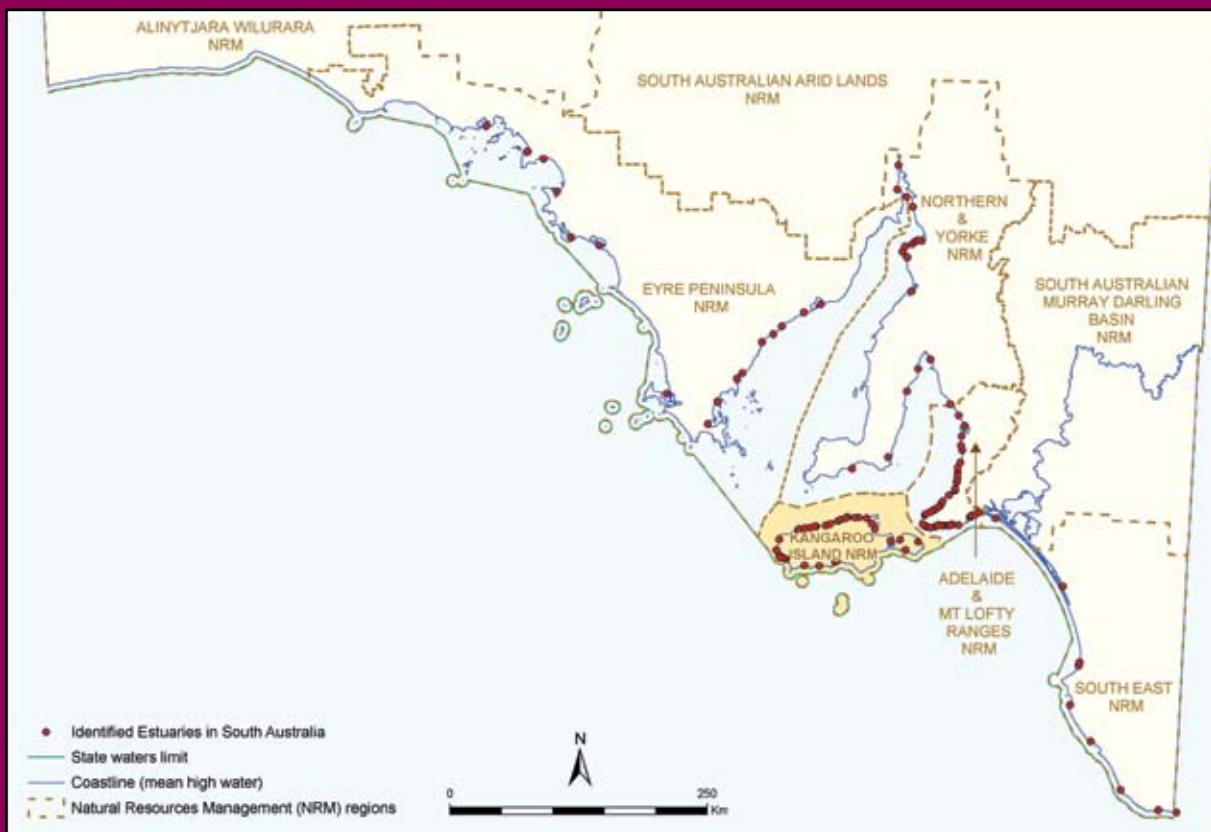 ALINYTJARA WILURARA
NRM
SOUTH AUSTRALIAN ARID LANDS
NRM
NORTHERN
&
YORKE
NRM
EYRE PENINSULA
NRM
SOUTH AUSTRALIAN
MURRAY DARLING
BASIN
NRM
KANGAROO
ISLAND NRM
ADELAIDE
&
MT LOFTY
RANGES
NRM
SOUTH EAST
NRM
Identified Estuaries in South Australia
State waters limit
Coastline (mean high water)
Natural Resources Management (NRM) regions
N
0 250
Km